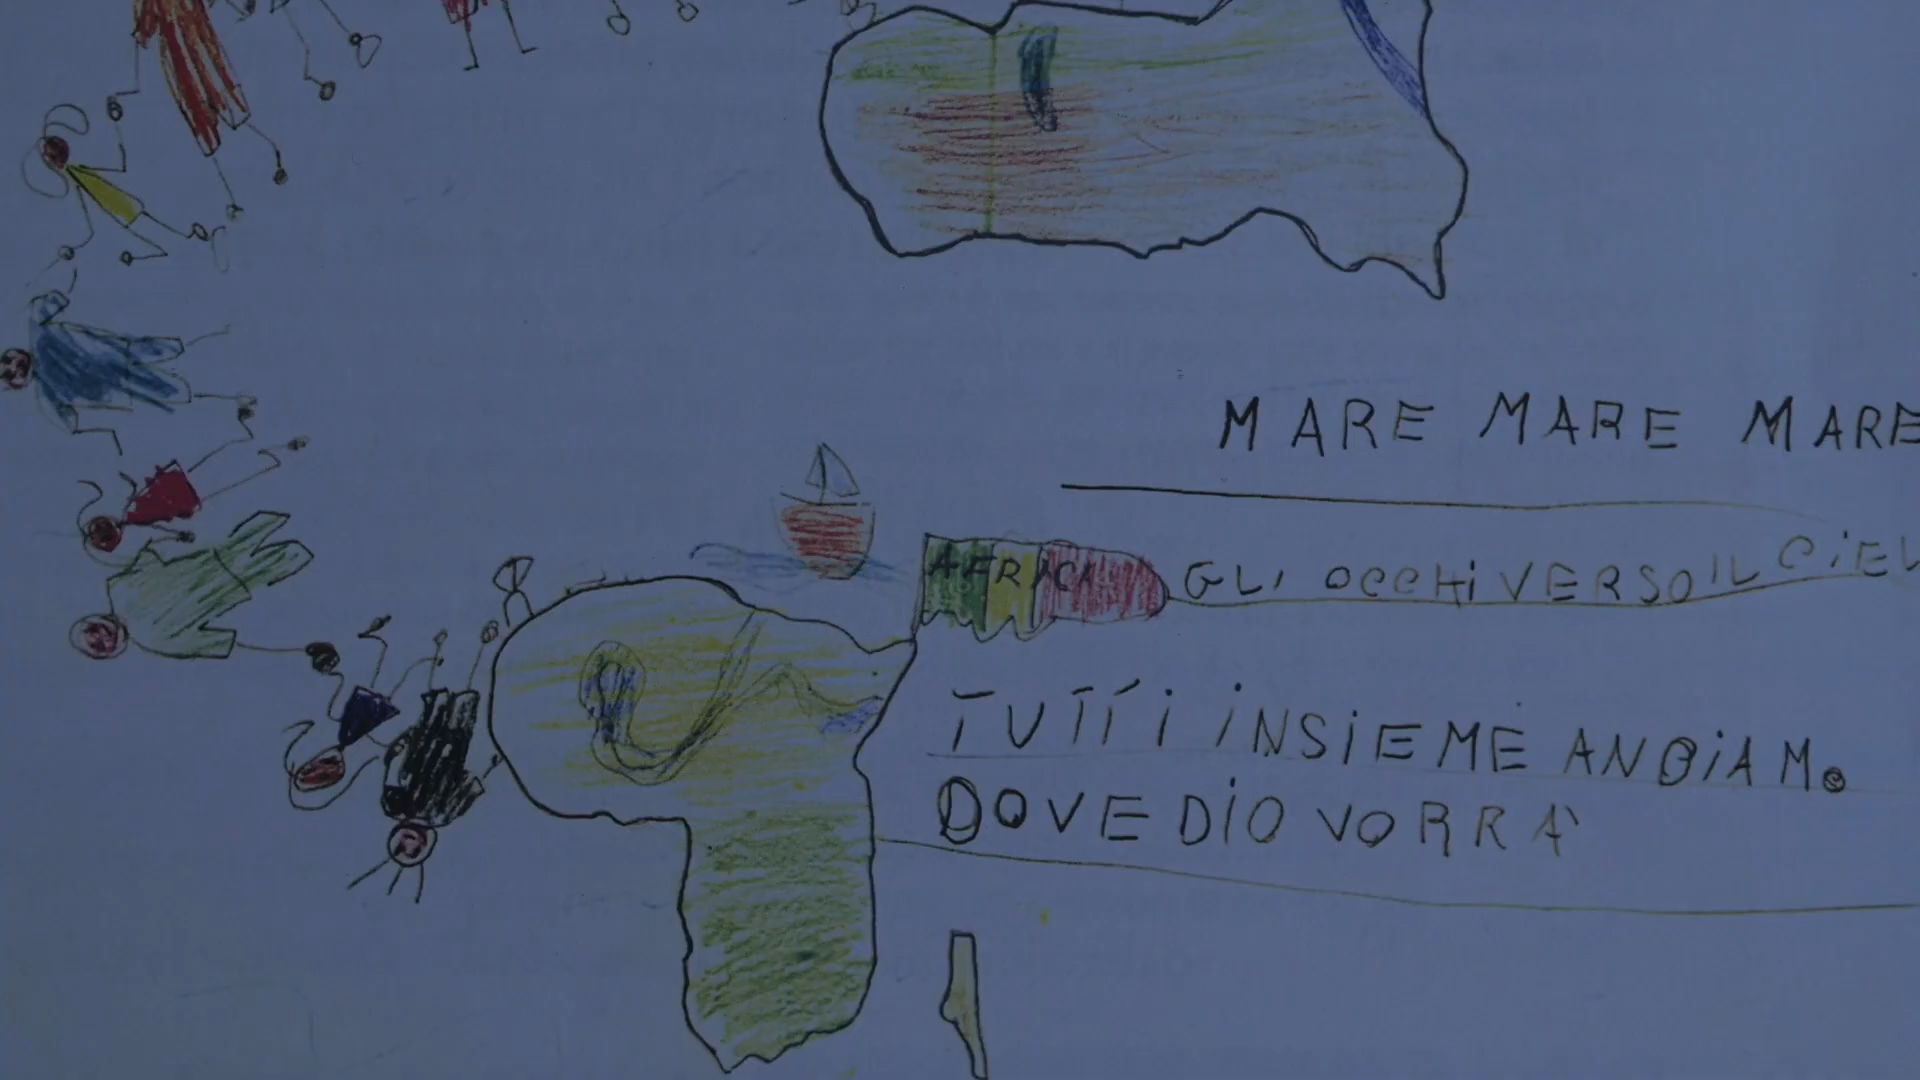 MARE MARE MARE
AFRICA GLI OCCHI VERSO IL CIEL
TUTTI INSIEME ANDIAMO
DOVE DIO VORRA'